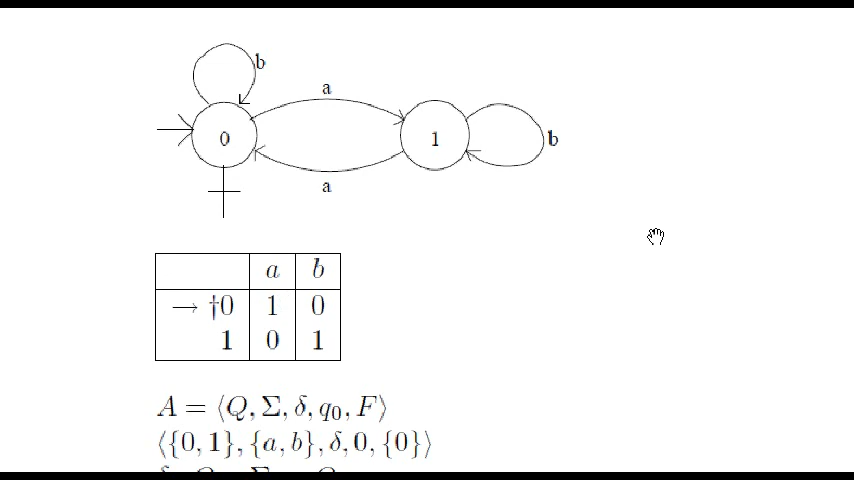 b
a
0
1
b
a
a b
→ †0 1 0
1 0 1
A = ⟨Q, Σ, δ, q₀, F⟩
⟨{0, 1}, {a, b}, δ, 0, {0}⟩